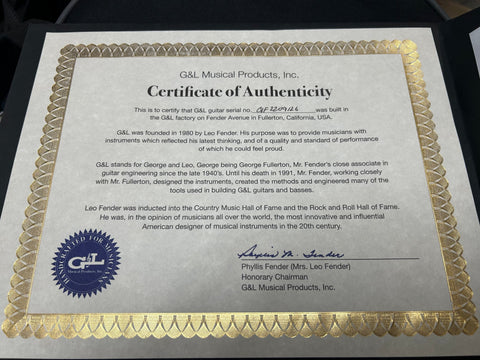 G&L Musical Products, Inc.
Certificate of Authenticity
This is to certify that G&L guitar serial no. CLF2209126 was built in
the G&L factory on Fender Avenue in Fullerton, California, USA.
G&L was founded in 1980 by Leo Fender. His purpose was to provide musicians with
instruments which reflected his latest thinking, and of a quality and standard of performance
of which he could feel proud.
G&L stands for George and Leo, George being George Fullerton, Mr. Fender's close associate in
guitar engineering since the late 1940's. Until his death in 1991, Mr. Fender, working closely
with Mr. Fullerton, designed the instruments, created the methods and engineered many of the
tools used in building G&L guitars and basses.
Leo Fender was inducted into the Country Music Hall of Fame and the Rock and Roll Hall of Fame.
He was, in the opinion of musicians all over the world, the most innovative and influential
American designer of musical instruments in the 20th century.
HANDCRAFTED FOR
G&L
Musical Products, Inc.
Phyllis M. Fender
Phyllis Fender (Mrs. Leo Fender)
Honorary Chairman
G&L Musical Products, Inc.